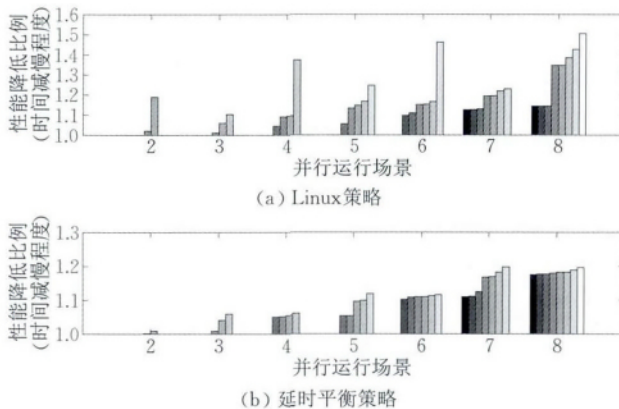 性能降低比例
(时间减慢程度)
1.6
1.5
1.4
1.3
1.2
1.1
1.0
2 3 4 5 6 7 8
并行运行场景
(a) Linux策略
性能降低比例
(时间减慢程度)
1.3
1.2
1.1
1.0
2 3 4 5 6 7 8
并行运行场景
(b) 延时平衡策略